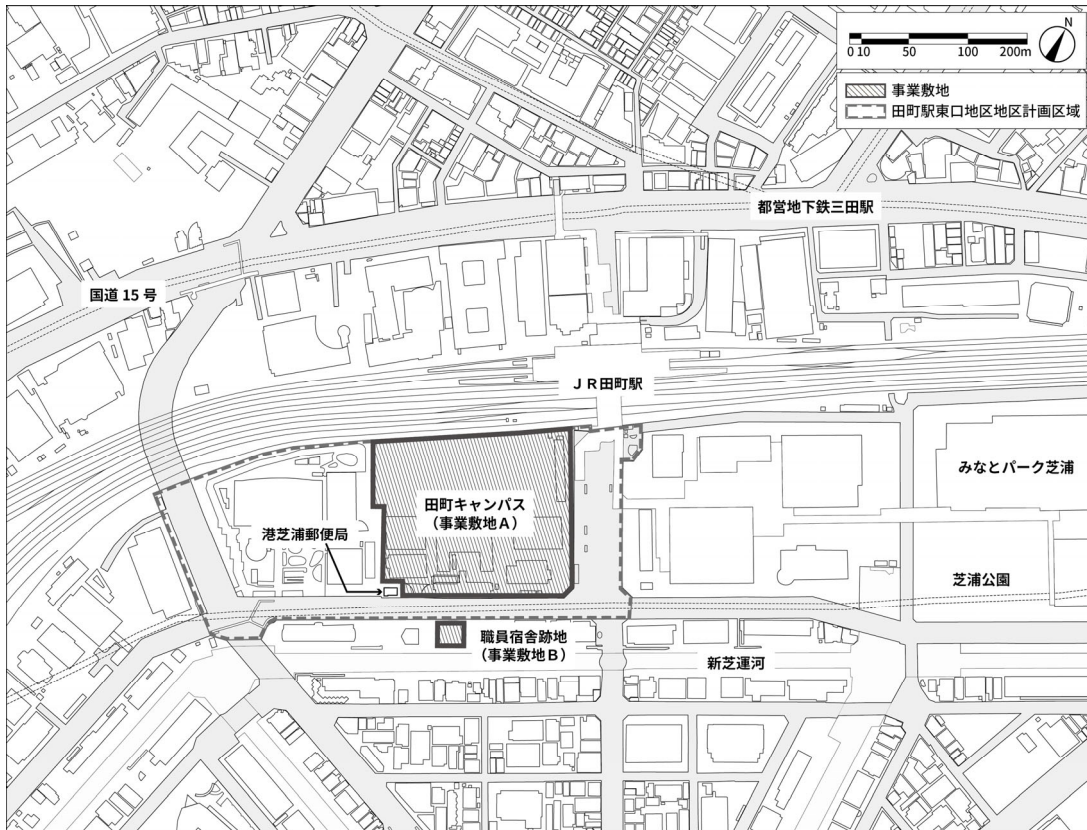 N
0 10 50 100 200m
事業敷地
田町駅東口地区地区計画区域
都営地下鉄三田駅
国道 15 号
JR田町駅
みなとパーク芝浦
田町キャンパス
（事業敷地A）
港芝浦郵便局
芝浦公園
職員宿舎跡地
（事業敷地B）
新芝運河